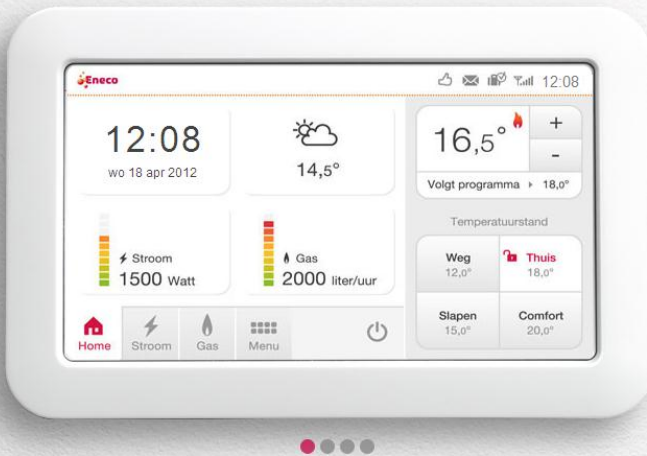 Eneco
12:08
12:08
wo 18 apr 2012
14,5°
16,5°
+
-
Volgt programma 18,0°
Stroom
1500 Watt
Gas
2000 liter/uur
Temperatuurstand
Weg
12,0°
Thuis
18,0°
Slapen
15,0°
Comfort
20,0°
Home
Stroom
Gas
Menu